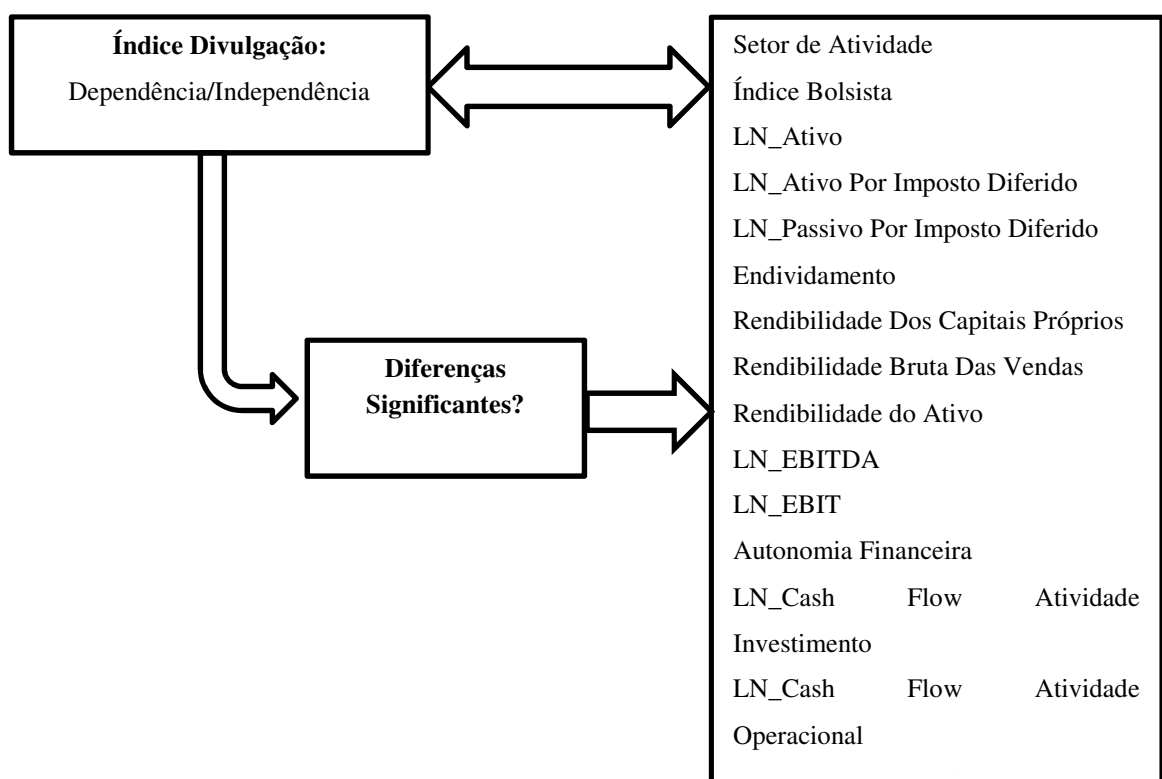 Índice Divulgação:
Dependência/Independência
Diferenças
Significantes?
Setor de Atividade
Índice Bolsista
LN_Ativo
LN_Ativo Por Imposto Diferido
LN_Passivo Por Imposto Diferido
Endividamento
Rendibilidade Dos Capitais Próprios
Rendibilidade Bruta Das Vendas
Rendibilidade do Ativo
LN_EBITDA
LN_EBIT
Autonomia Financeira
LN_Cash Flow Atividade
Investimento
LN_Cash Flow Atividade
Operacional